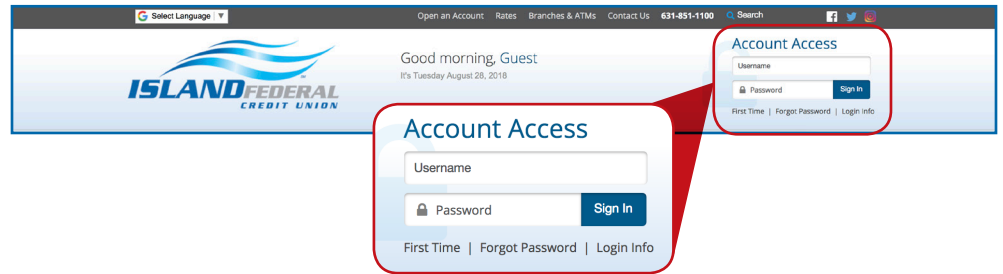 Select Language ▼
Open an Account Rates Branches & ATMs Contact Us 631-851-1100 Search
ISLAND FEDERAL
CREDIT UNION
Good morning, Guest
It's Tuesday August 28, 2018
Account Access
Username
Password Sign In
First Time | Forgot Password | Login Info
Account Access
Username
Password Sign In
First Time | Forgot Password | Login Info